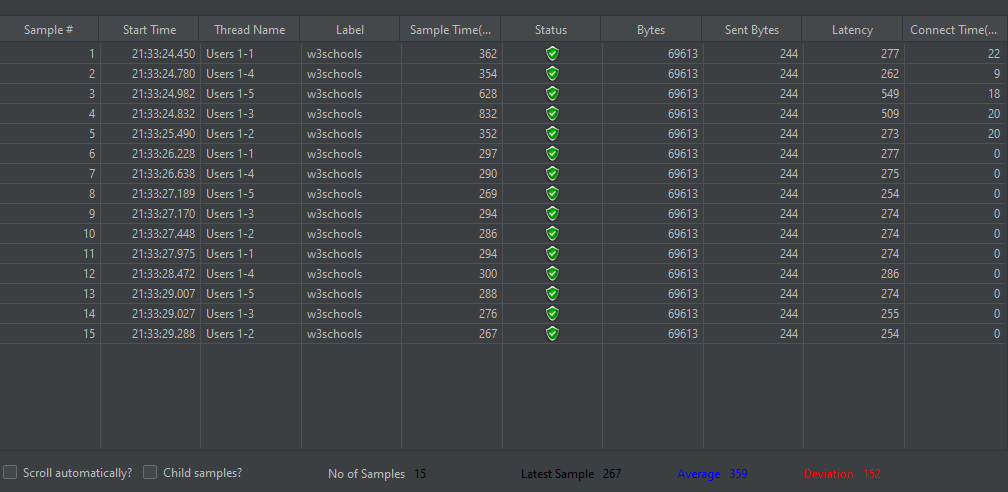 Sample # Start Time Thread Name Label Sample Time(... Status Bytes Sent Bytes Latency Connect Time(...
1 21:33:24.450 Users 1-1 w3schools 362 69613 244 277 22
2 21:33:24.780 Users 1-4 w3schools 354 69613 244 262 9
3 21:33:24.982 Users 1-5 w3schools 628 69613 244 549 18
4 21:33:24.832 Users 1-3 w3schools 832 69613 244 509 20
5 21:33:25.490 Users 1-2 w3schools 352 69613 244 273 20
6 21:33:26.228 Users 1-1 w3schools 297 69613 244 277 0
7 21:33:26.638 Users 1-4 w3schools 290 69613 244 275 0
8 21:33:27.189 Users 1-5 w3schools 269 69613 244 254 0
9 21:33:27.170 Users 1-3 w3schools 294 69613 244 274 0
10 21:33:27.448 Users 1-2 w3schools 286 69613 244 274 0
11 21:33:27.975 Users 1-1 w3schools 294 69613 244 277 0
12 21:33:28.472 Users 1-4 w3schools 300 69613 244 286 0
13 21:33:29.007 Users 1-5 w3schools 288 69613 244 274 0
14 21:33:29.027 Users 1-3 w3schools 276 69613 244 255 0
15 21:33:29.288 Users 1-2 w3schools 267 69613 244 254 0
Scroll automatically? Child samples? No of Samples 15 Latest Sample 267 Average 359 Deviation 152